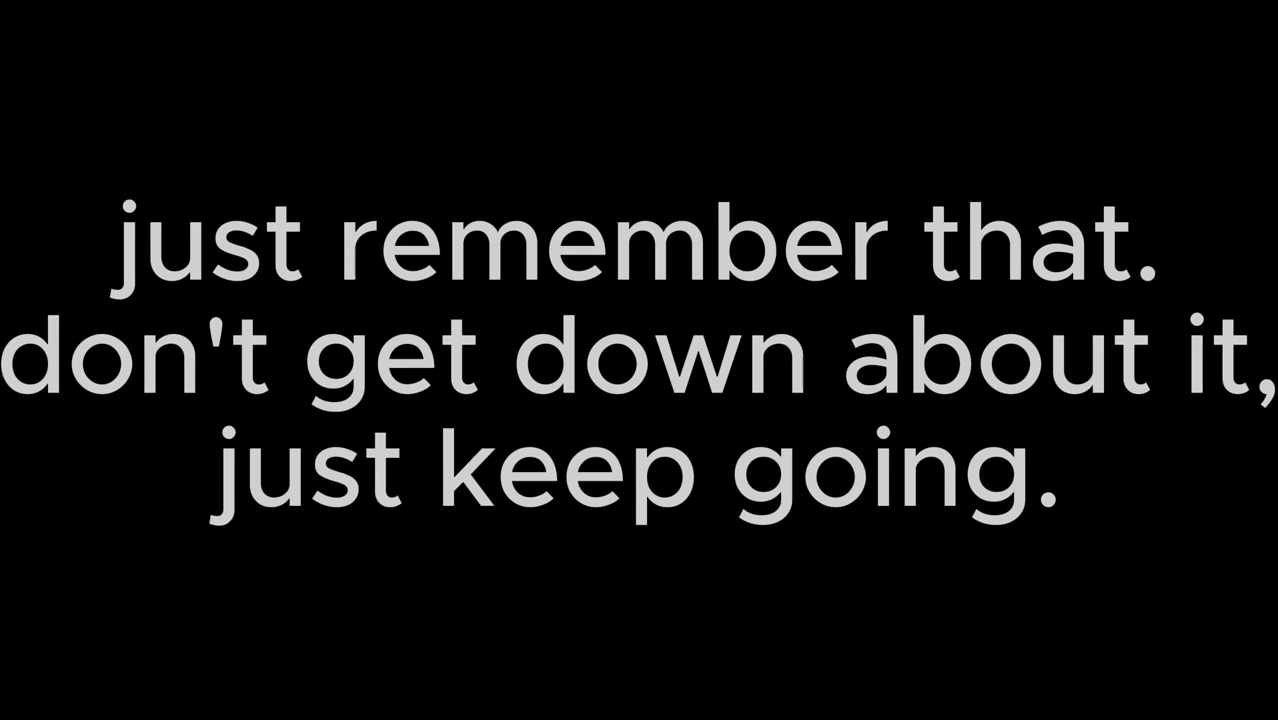 just remember that.
don't get down about it,
just keep going.